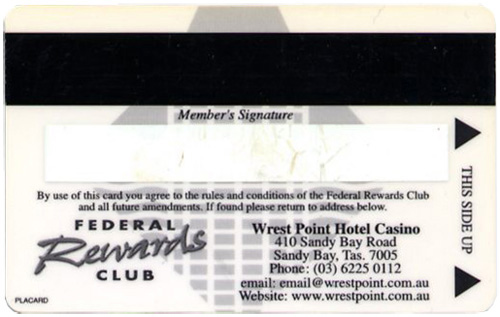 Member's Signature
THIS SIDE UP
By use of this card you agree to the rules and conditions of the Federal Rewards Club
and all future amendments. If found please return to address below.
FEDERAL
Rewards
CLUB
Wrest Point Hotel Casino
410 Sandy Bay Road
Sandy Bay, Tas. 7005
Phone: (03) 6225 0112
email: email@wrestpoint.com.au
Website: www.wrestpoint.com.au
PLACARD